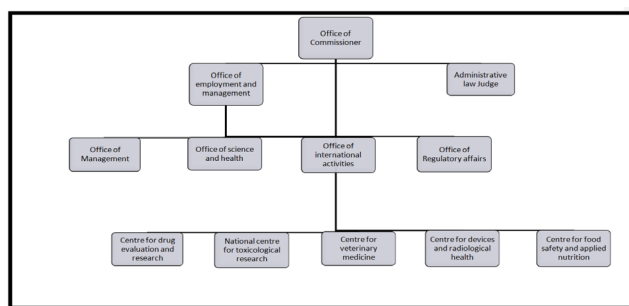 Office of
Commissioner
Office of
employment and
management
Administrative
law Judge
Office of
Management
Office of science
and health
Office of
international
activities
Office of
Regulatory affairs
Centre for drug
evaluation and
research
National centre
for toxicological
research
Centre for
veterinary
medicine
Centre for devices
and radiological
health
Centre for food
safety and applied
nutrition